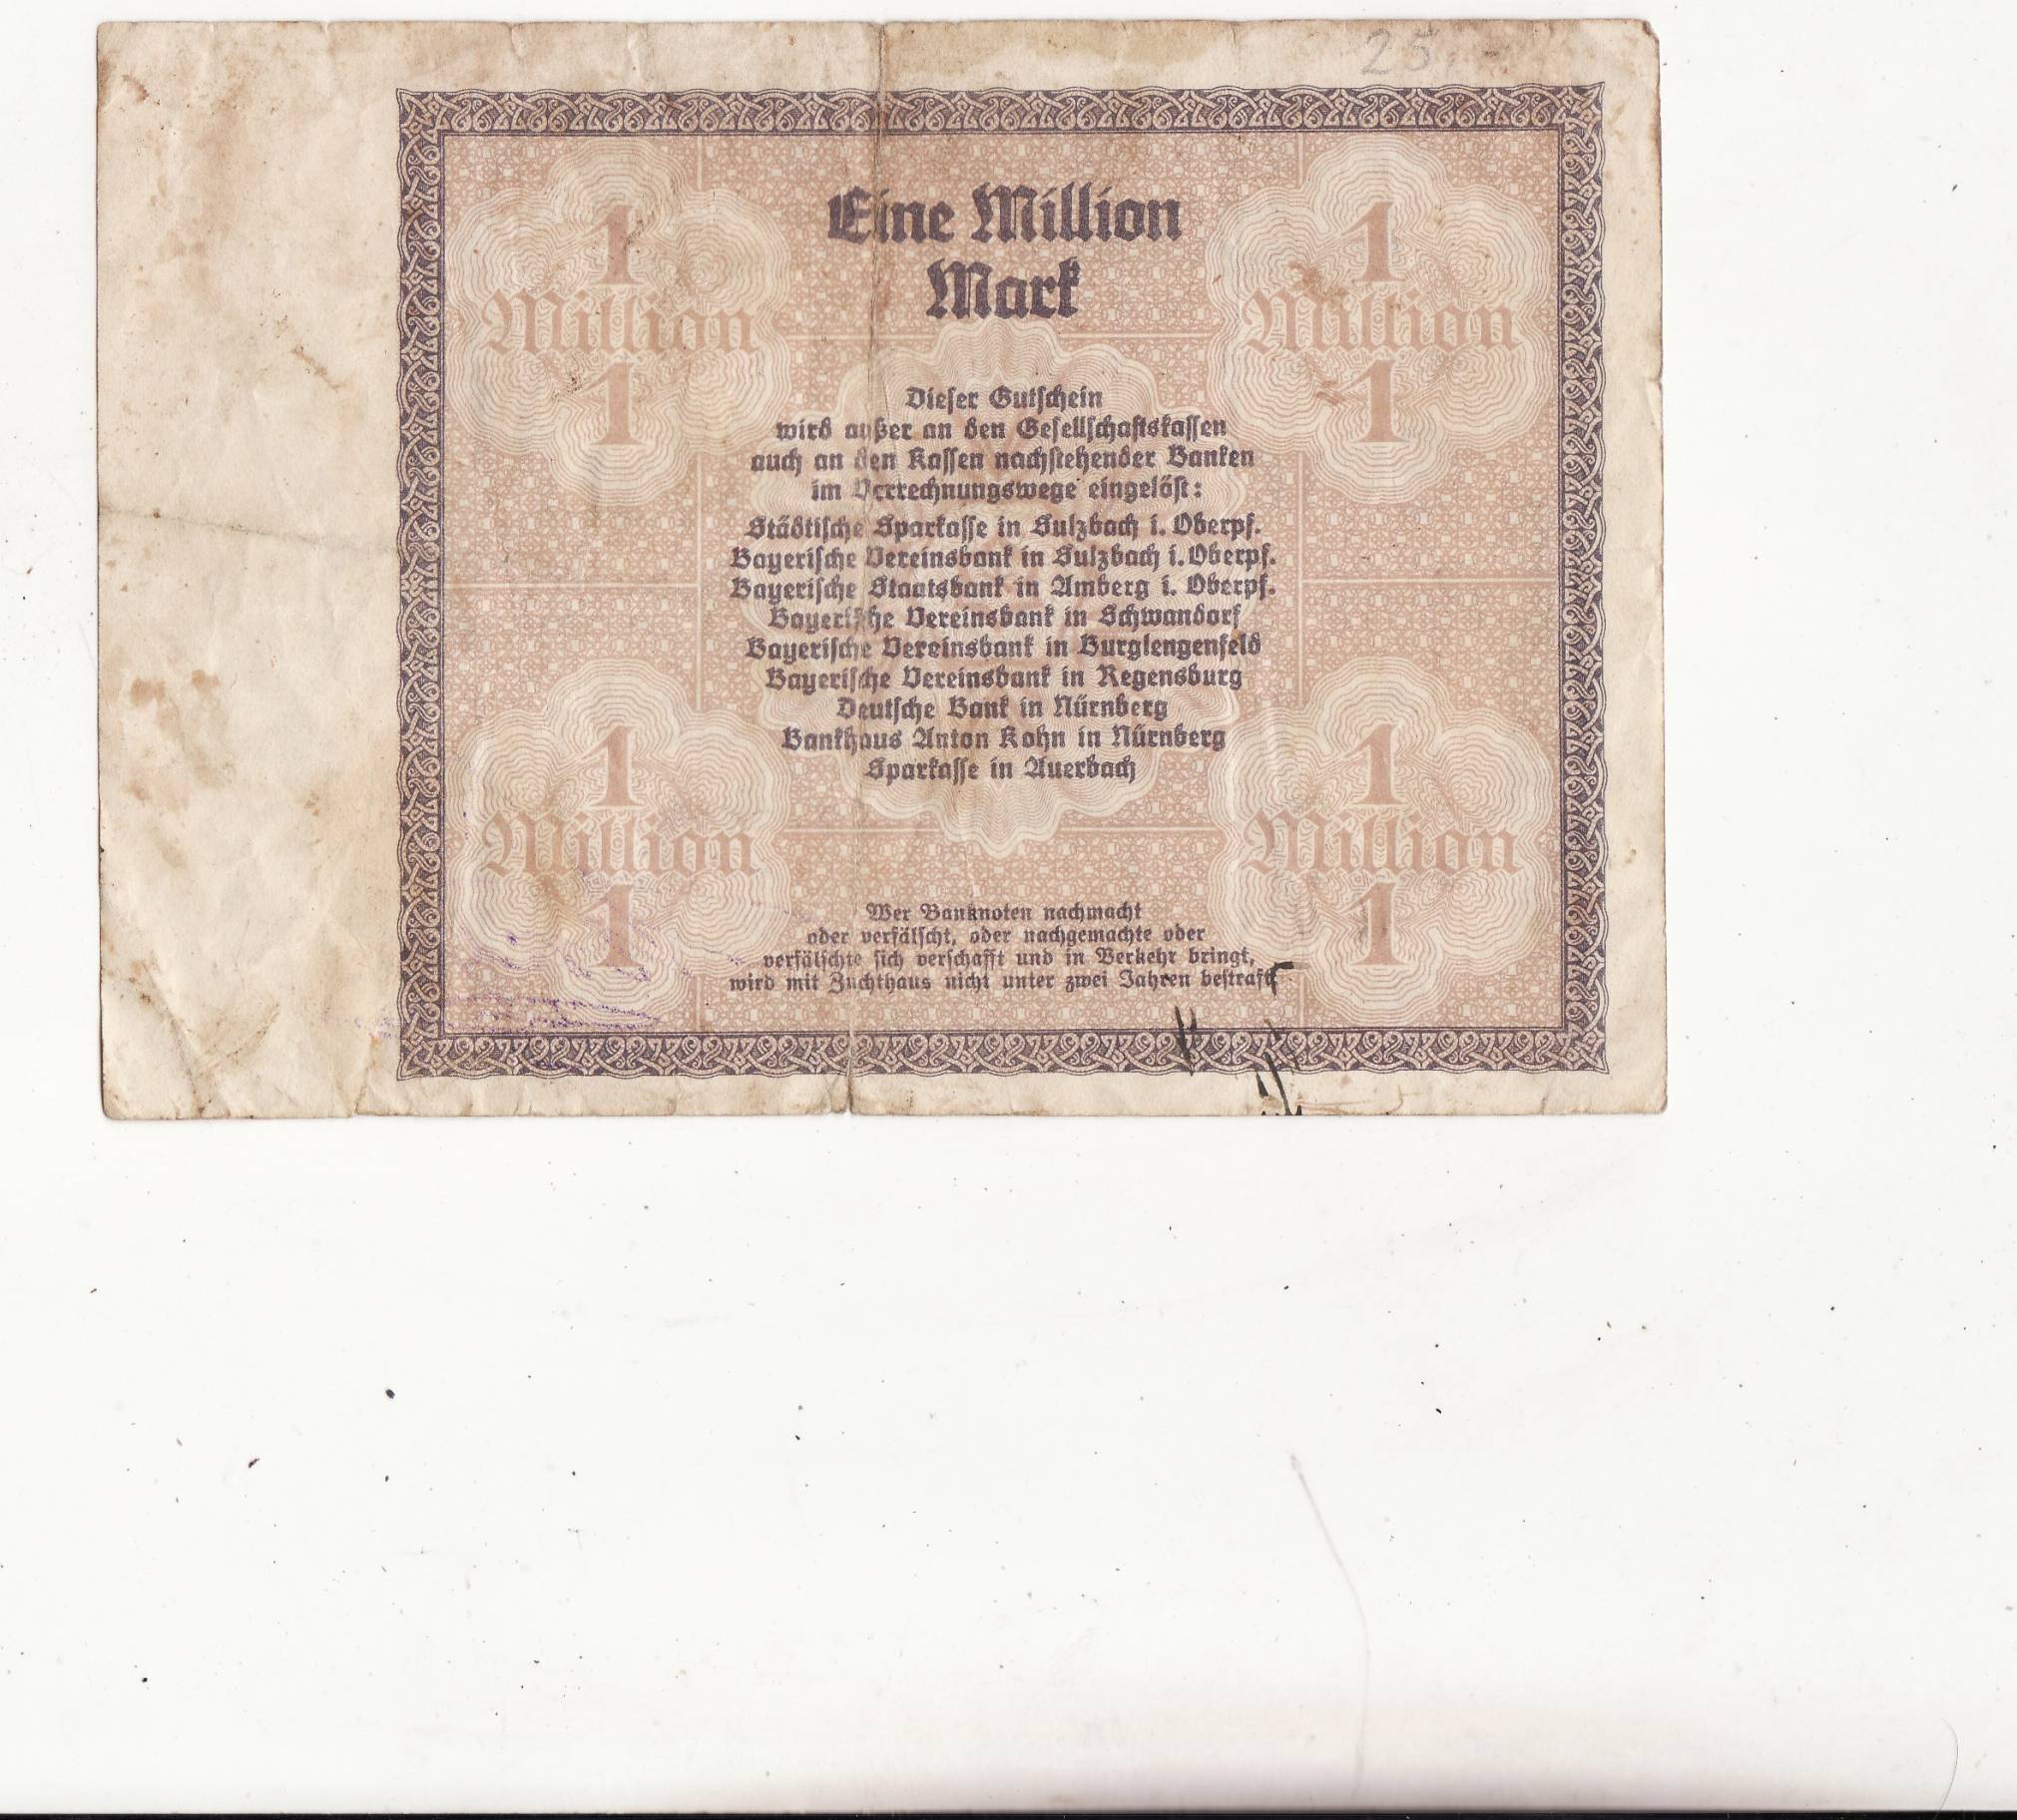 25.-
Eine Million
Mark
1
Million
1
1
Million
1
Dieser Gutschein
wird außer an den Gesellschaftskassen
auch an den Kassen nachstehender Banken
im Verrechnungswege eingelöst:
Städtische Sparkasse in Sulzbach i. Oberpf.
Bayerische Vereinsbank in Sulzbach i. Oberpf.
Bayerische Staatsbank in Amberg i. Oberpf.
Bayerische Vereinsbank in Schwandorf
Bayerische Vereinsbank in Burglengenfeld
Bayerische Vereinsbank in Regensburg
Deutsche Bank in Nürnberg
Bankhaus Anton Kohn in Nürnberg
Sparkasse in Auerbach
1
Million
1
1
Million
1
Wer Banknoten nachmacht
oder verfälscht, oder nachgemachte oder
verfälschte sich verschafft und in Verkehr bringt,
wird mit Zuchthaus nicht unter zwei Jahren bestraft